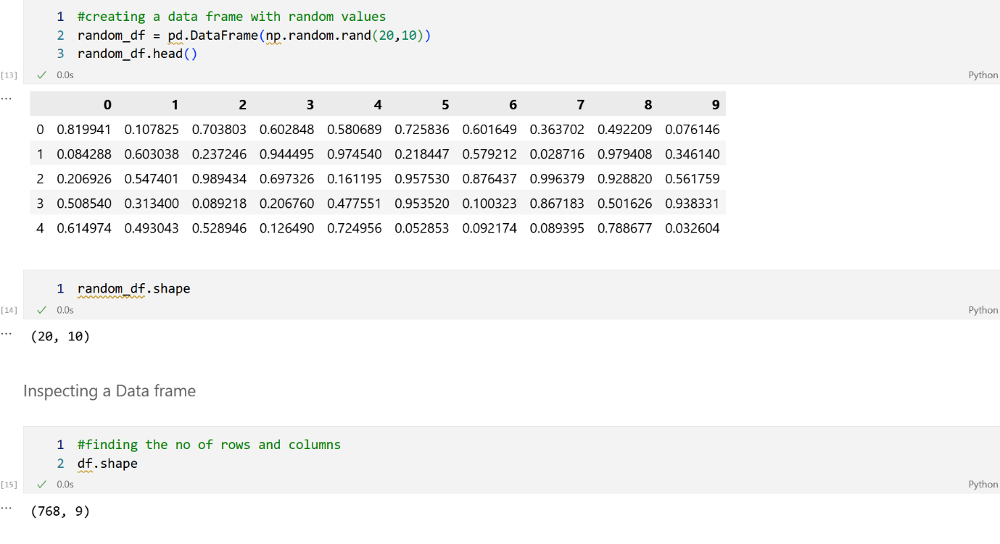 1 #creating a data frame with random values
2 random_df = pd.DataFrame(np.random.rand(20,10))
3 random_df.head()
[13] ✓ 0.0s Python
...
0 1 2 3 4 5 6 7 8 9
0 0.819941 0.107825 0.703803 0.602848 0.580689 0.725836 0.601649 0.363702 0.492209 0.076146
1 0.084288 0.603038 0.237246 0.944495 0.974540 0.218447 0.579212 0.028716 0.979408 0.346140
2 0.206926 0.547401 0.989434 0.697326 0.161195 0.957530 0.876437 0.996379 0.928820 0.561759
3 0.508540 0.313400 0.089218 0.206760 0.477551 0.953520 0.100323 0.867183 0.501626 0.938331
4 0.614974 0.493043 0.528946 0.126490 0.724956 0.052853 0.092174 0.089395 0.788677 0.032604
1 random_df.shape
[14] ✓ 0.0s Python
... (20, 10)
Inspecting a Data frame
1 #finding the no of rows and columns
2 df.shape
[15] ✓ 0.0s Python
... (768, 9)